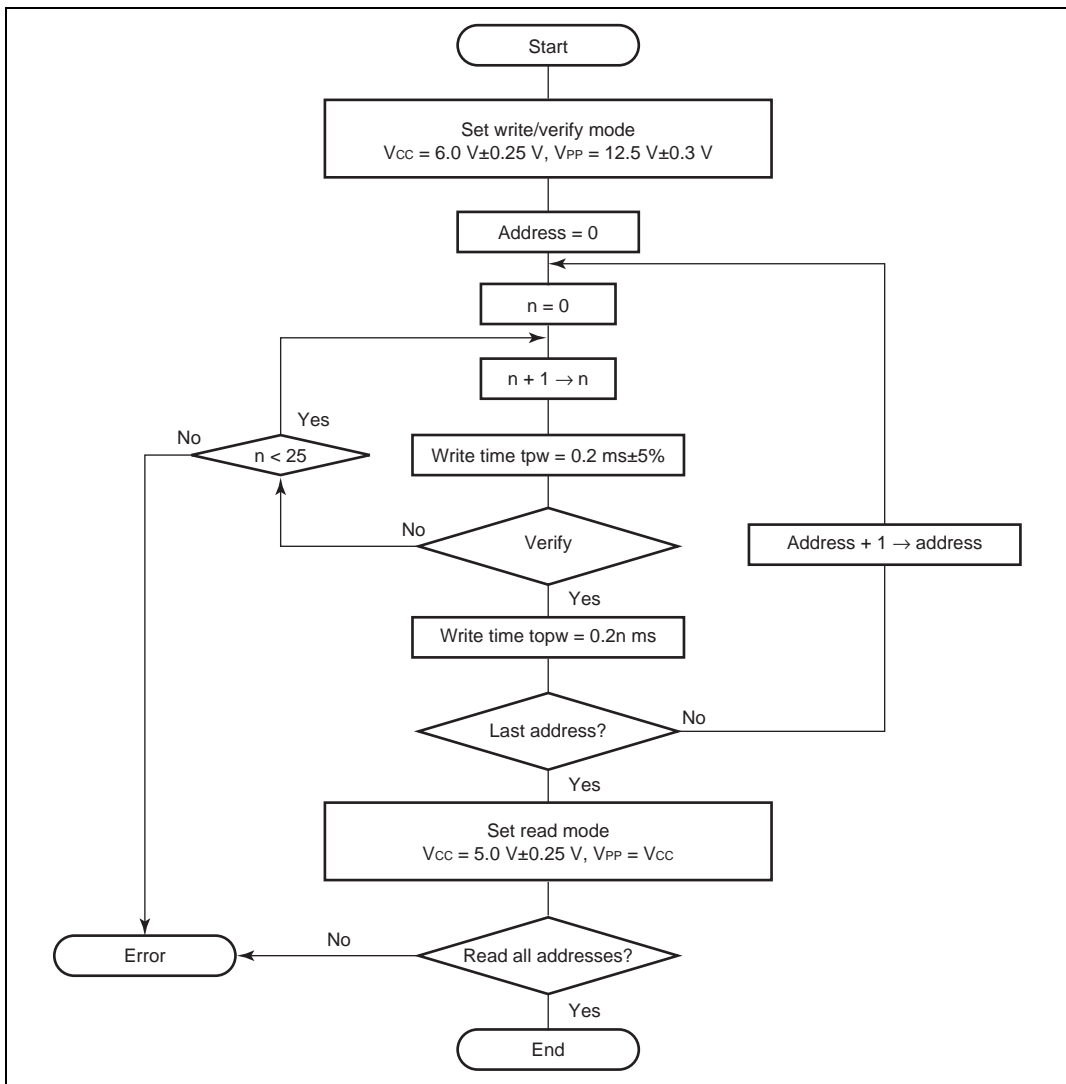 Start
Set write/verify mode
VCC = 6.0 V±0.25 V, VPP = 12.5 V±0.3 V
Address = 0
n = 0
n + 1 → n
Yes
No
n < 25
Write time tpw = 0.2 ms±5%
No
Verify
Address + 1 → address
Yes
Write time topw = 0.2n ms
Last address?
No
Yes
Set read mode
VCC = 5.0 V±0.25 V, VPP = VCC
Error
No
Read all addresses?
Yes
End